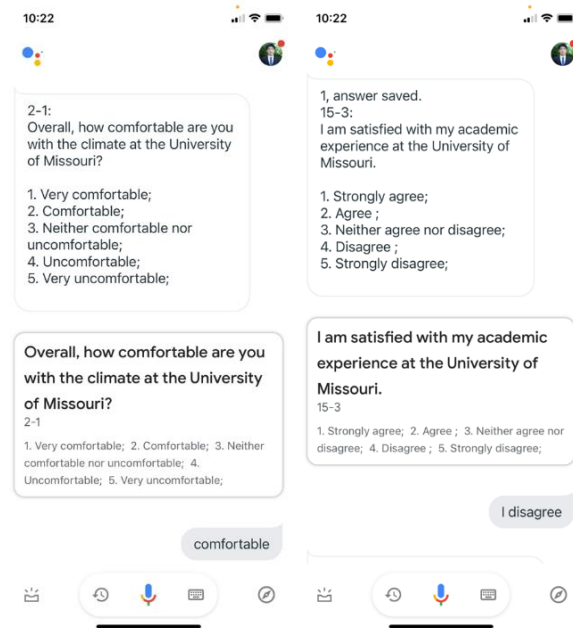 10:22
2-1:
Overall, how comfortable are you
with the climate at the University
of Missouri?
1. Very comfortable;
2. Comfortable;
3. Neither comfortable nor
uncomfortable;
4. Uncomfortable;
5. Very uncomfortable;
Overall, how comfortable are you
with the climate at the University
of Missouri?
2-1
1. Very comfortable; 2. Comfortable; 3. Neither
comfortable nor uncomfortable; 4.
Uncomfortable; 5. Very uncomfortable;
comfortable
10:22
1, answer saved.
15-3:
I am satisfied with my academic
experience at the University of
Missouri.
1. Strongly agree;
2. Agree ;
3. Neither agree nor disagree;
4. Disagree ;
5. Strongly disagree;
I am satisfied with my academic
experience at the University of
Missouri.
15-3
1. Strongly agree; 2. Agree ; 3. Neither agree nor
disagree; 4. Disagree ; 5. Strongly disagree;
I disagree